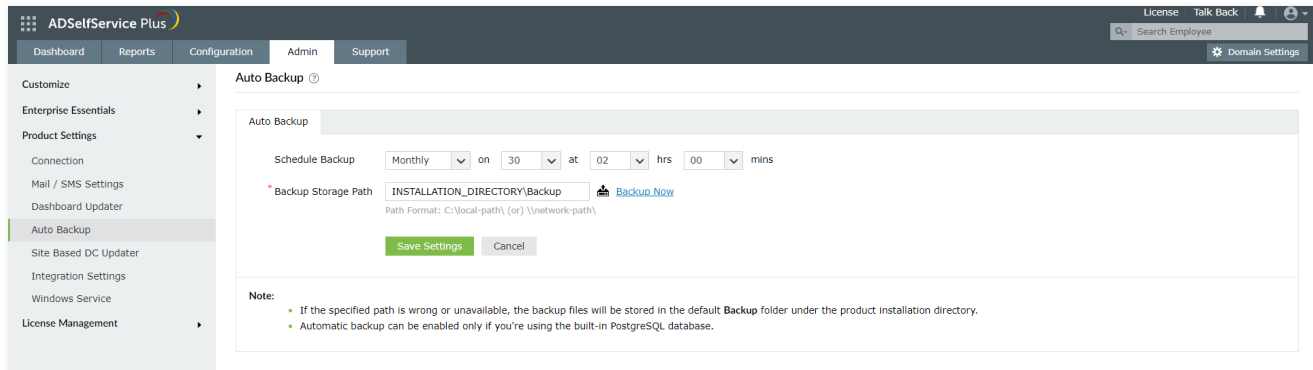 License Talk Back
ADSelfService Plus
Search Employee
Dashboard Reports Configuration Admin Support
Domain Settings
Customize
Enterprise Essentials
Product Settings
Connection
Mail / SMS Settings
Dashboard Updater
Auto Backup
Site Based DC Updater
Integration Settings
Windows Service
License Management
Auto Backup ?
Auto Backup
Schedule Backup Monthly on 30 at 02 hrs 00 mins
* Backup Storage Path INSTALLATION_DIRECTORY\Backup Backup Now
Path Format: C:\local-path\ (or) \\network-path\
Save Settings Cancel
Note:
• If the specified path is wrong or unavailable, the backup files will be stored in the default Backup folder under the product installation directory.
• Automatic backup can be enabled only if you're using the built-in PostgreSQL database.